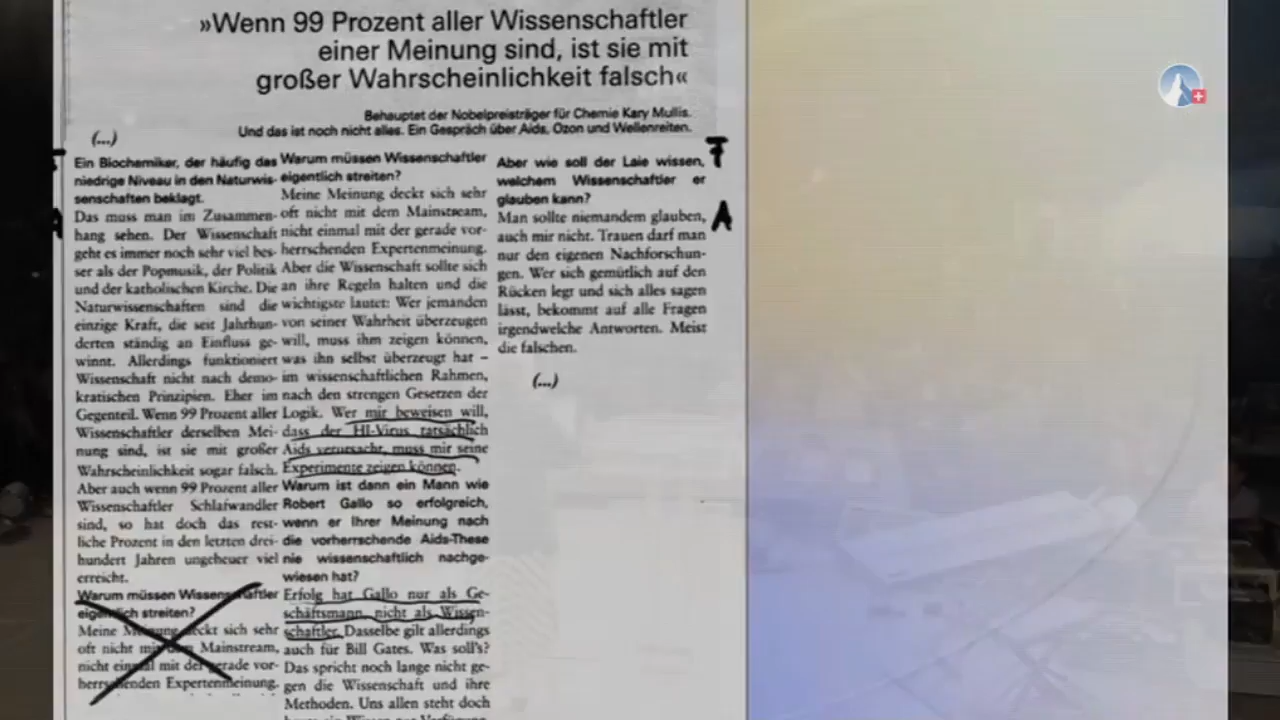 »Wenn 99 Prozent aller Wissenschaftler
einer Meinung sind, ist sie mit
großer Wahrscheinlichkeit falsch«
Behauptet der Nobelpreisträger für Chemie Kary Mullis.
Und das ist noch nicht alles. Ein Gespräch über Aids, Ozon und Wellenreiten.
(...)
Ein Biochemiker, der häufig das
niedrige Niveau in den Naturwis-
senschaften beklagt.
Das muss man im Zusammen-
hang sehen. Der Wissenschaft
geht es immer noch sehr viel bes-
ser als der Popmusik, der Politik
und der katholischen Kirche. Die
Naturwissenschaften sind die
einzige Kraft, die seit Jahrhun-
derten ständig an Einfluss ge-
winnt. Allerdings funktioniert
Wissenschaft nicht nach demo-
kratischen Prinzipien. Eher im
Gegenteil. Wenn 99 Prozent aller
Wissenschaftler derselben Mei-
nung sind, ist sie mit großer
Wahrscheinlichkeit sogar falsch.
Aber auch wenn 99 Prozent aller
Wissenschaftler Schlafwandler
sind, so hat doch das rest-
liche Prozent in den letzten drei-
hundert Jahren ungeheuer viel
erreicht.
Warum müssen Wissenschaftler
eigentlich streiten?
Meine Meinung deckt sich sehr
oft nicht mit dem Mainstream,
nicht einmal mit der gerade vor-
herrschenden Expertenmeinung.
Warum müssen Wissenschaftler
eigentlich streiten?
Meine Meinung deckt sich sehr
oft nicht mit dem Mainstream,
nicht einmal mit der gerade vor-
herrschenden Expertenmeinung.
Aber die Wissenschaft sollte sich
an ihre Regeln halten und die
wichtigste lautet: Wer jemanden
von seiner Wahrheit überzeugen
will, muss ihm zeigen können,
was ihn selbst überzeugt hat –
im wissenschaftlichen Rahmen,
nach den strengen Gesetzen der
Logik. Wer mir beweisen will,
dass der HI-Virus tatsächlich
Aids verursacht, muss mir seine
Experimente zeigen können.
Warum ist dann ein Mann wie
Robert Gallo so erfolgreich,
wenn er Ihrer Meinung nach
die vorherrschende Aids-These
nie wissenschaftlich nachge-
wiesen hat?
Erfolg hat Gallo nur als Ge-
schäftsmann, nicht als Wissen-
schaftler. Dasselbe gilt allerdings
auch für Bill Gates. Was soll's?
Das spricht noch lange nicht ge-
gen die Wissenschaft und ihre
Methoden. Uns allen steht doch
Aber wie soll der Laie wissen,
welchem Wissenschaftler er
glauben kann?
Man sollte niemandem glauben,
auch mir nicht. Trauen darf man
nur den eigenen Nachforschun-
gen. Wer sich gemütlich auf den
Rücken legt und sich alles sagen
lässt, bekommt auf alle Fragen
irgendwelche Antworten. Meist
die falschen.
(...)
F
A